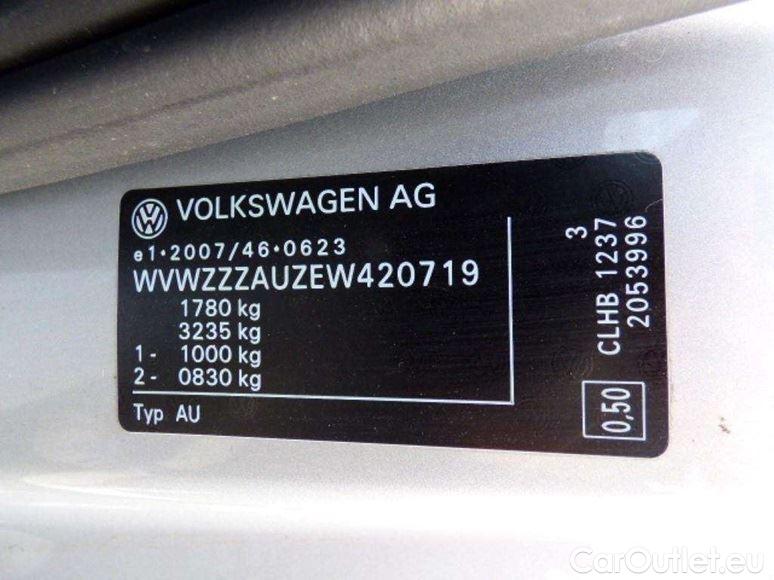 VOLKSWAGEN AG
e1*2007/46*0623
WVWZZZAUZEW420719
1780 kg
3235 kg
1- 1000 kg
2- 0830 kg
Typ AU
3
CLHB 1237
2053996
0,50
CarOutlet.eu